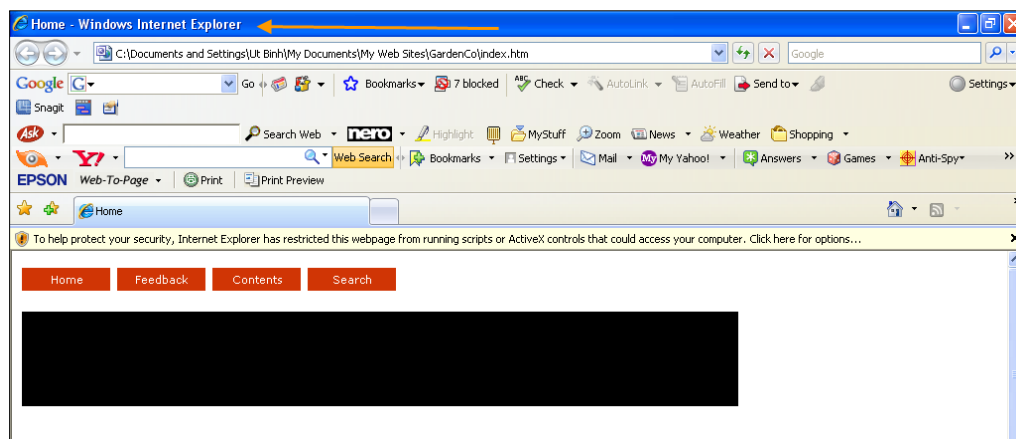 Home - Windows Internet Explorer
C:\Documents and Settings\Ut Binh\My Documents\My Web Sites\GardenCo\index.htm Google
Google G Go Bookmarks 7 blocked ABC Check AutoLink AutoFill Send to Settings
Snagit
Ask Search Web nero Highlight MyStuff Zoom News Weather Shopping
Y! Web Search Bookmarks Settings Mail My My Yahoo! Answers Games Anti-Spy
EPSON Web-To-Page Print Print Preview
Home
To help protect your security, Internet Explorer has restricted this webpage from running scripts or ActiveX controls that could access your computer. Click here for options...
Home Feedback Contents Search